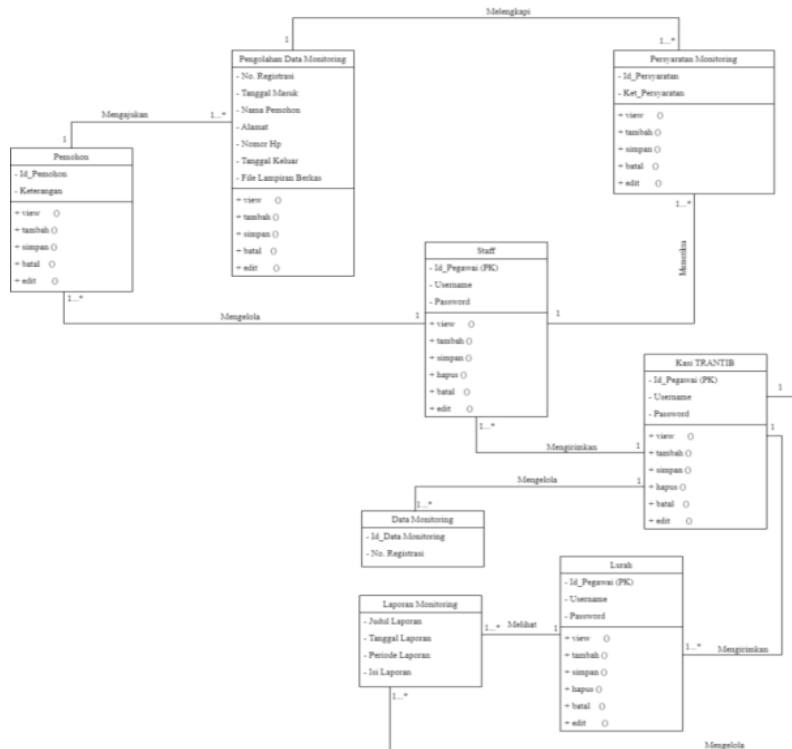 Melengkapi
1
1...*
Pengolahan Data Monitoring
- No. Registrasi
- Tanggal Masuk
- Nama Pemohon
- Alamat
- Nomor Hp
- Tanggal Keluar
- File Lampiran Berkas
+ view ()
+ tambah ()
+ simpan ()
+ batal ()
+ edit ()
Persyaratan Monitoring
- Id_Persyaratan
- Ket_Persyaratan
+ view ()
+ tambah ()
+ simpan ()
+ batal ()
+ edit ()
Mengajukan
1...*
1
Pemohon
- Id_Pemohon
- Keterangan
+ view ()
+ tambah ()
+ simpan ()
+ batal ()
+ edit ()
1...*
Mengelola
1
Staff
- Id_Pegawai (PK)
- Username
- Password
+ view ()
+ tambah ()
+ simpan ()
+ hapus ()
+ batal ()
+ edit ()
1...*
Memeriksa
1
1...*
Mengirimkan
1
Kasi TRANTIB
- Id_Pegawai (PK)
- Username
- Password
+ view ()
+ tambah ()
+ simpan ()
+ hapus ()
+ batal ()
+ edit ()
1
1
Mengelola
1
1...*
Data Monitoring
- Id_Data Monitoring
- No. Registrasi
Lurah
- Id_Pegawai (PK)
- Username
- Password
+ view ()
+ tambah ()
+ simpan ()
+ hapus ()
+ batal ()
+ edit ()
Laporan Monitoring
- Judul Laporan
- Tanggal Laporan
- Periode Laporan
- Isi Laporan
1...*
Melihat
1
1...*
Mengirimkan
1...*
Mengelola